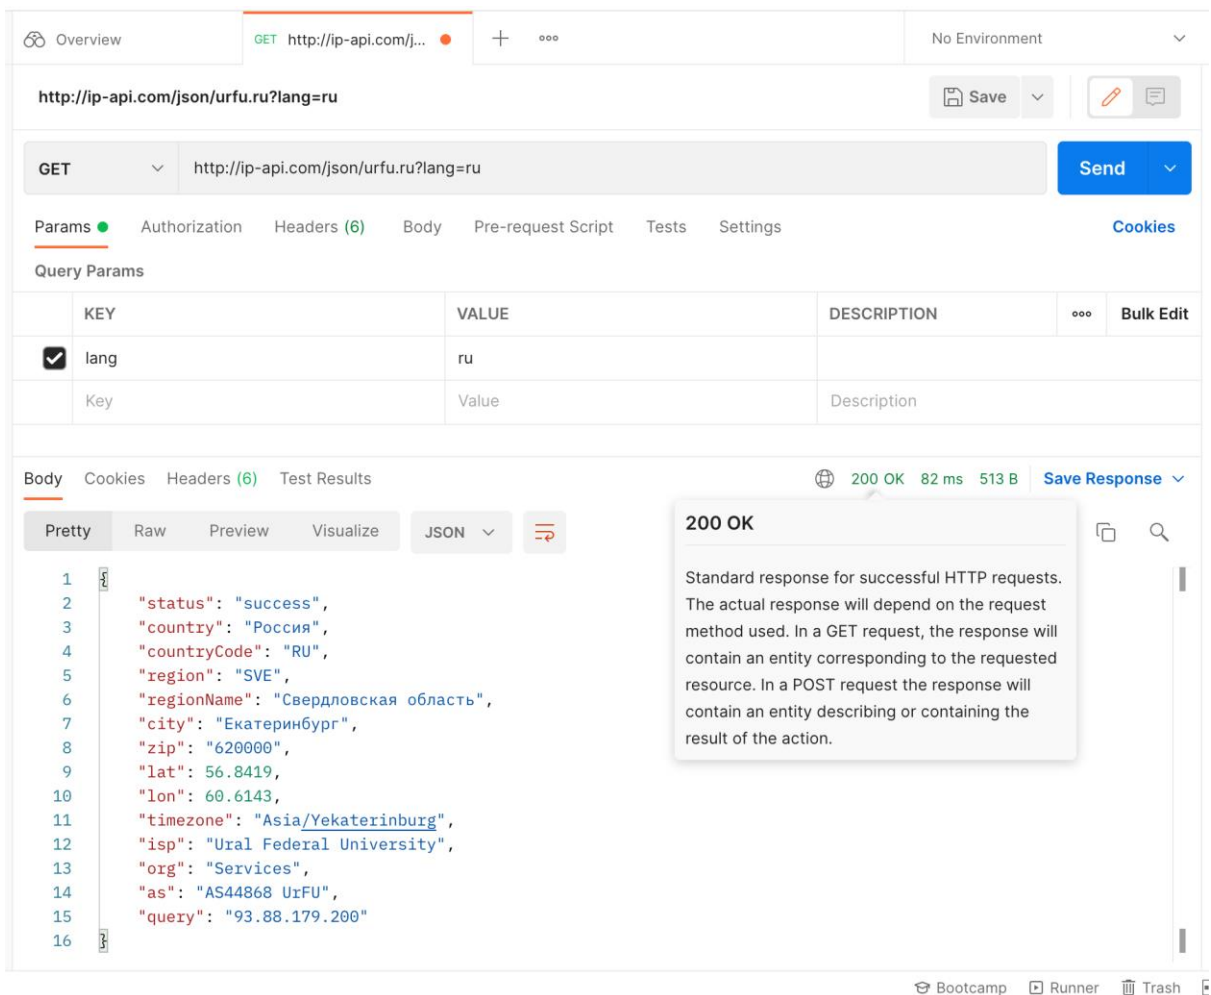 Overview
GET http://ip-api.com/j...
No Environment
http://ip-api.com/json/urfu.ru?lang=ru
Save
GET
http://ip-api.com/json/urfu.ru?lang=ru
Send
Params Authorization Headers (6) Body Pre-request Script Tests Settings Cookies
Query Params
KEY VALUE DESCRIPTION ooo Bulk Edit
lang ru
Key Value Description
Body Cookies Headers (6) Test Results 200 OK 82 ms 513 B Save Response
Pretty Raw Preview Visualize JSON
200 OK
Standard response for successful HTTP requests.
The actual response will depend on the request
method used. In a GET request, the response will
contain an entity corresponding to the requested
resource. In a POST request the response will
contain an entity describing or containing the
result of the action.
1 {
2 "status": "success",
3 "country": "Россия",
4 "countryCode": "RU",
5 "region": "SVE",
6 "regionName": "Свердловская область",
7 "city": "Екатеринбург",
8 "zip": "620000",
9 "lat": 56.8419,
10 "lon": 60.6143,
11 "timezone": "Asia/Yekaterinburg",
12 "isp": "Ural Federal University",
13 "org": "Services",
14 "as": "AS44868 UrFU",
15 "query": "93.88.179.200"
16 }
Bootcamp Runner Trash